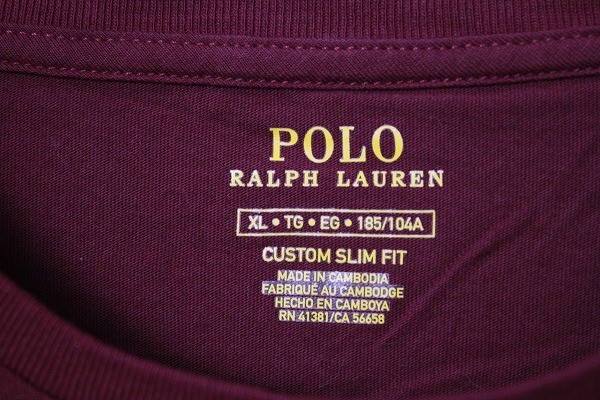 POLO
RALPH LAUREN
XL • TG • EG • 185/104A
CUSTOM SLIM FIT
MADE IN CAMBODIA
FABRIQUÉ AU CAMBODGE
HECHO EN CAMBOYA
RN 41381/CA 56658